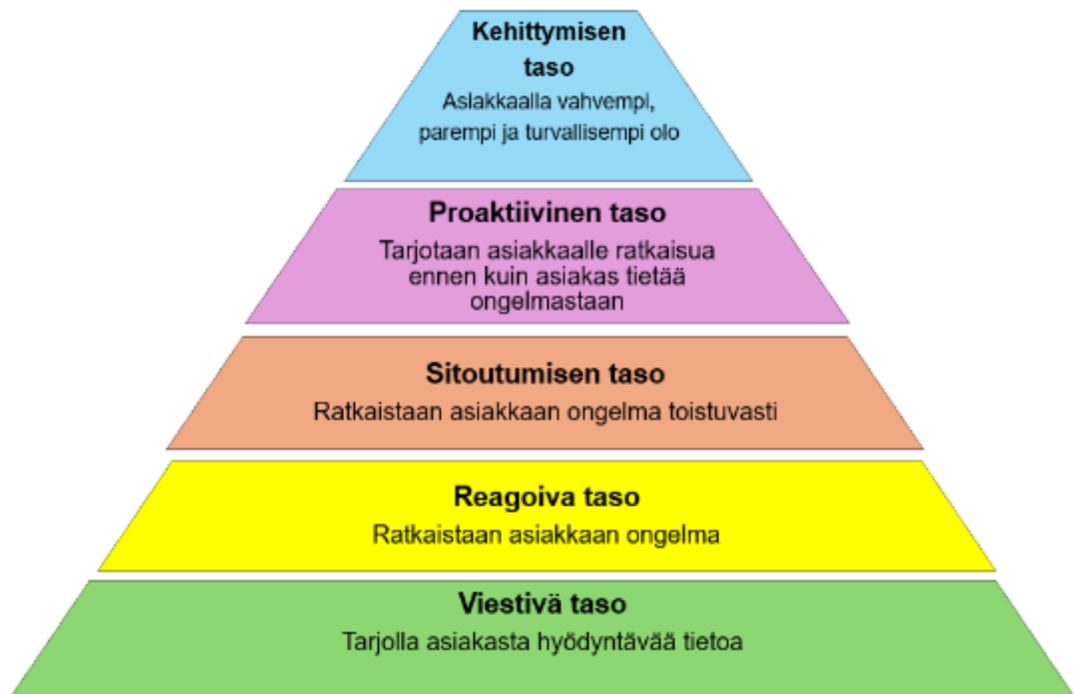 Kehittymisen
taso
Asiakkaalla vahvempi,
parempi ja turvallisempi olo
Proaktiivinen taso
Tarjotaan asiakkaalle ratkaisua
ennen kuin asiakas tietää
ongelmastaan
Sitoutumisen taso
Ratkaistaan asiakkaan ongelma toistuvasti
Reagoiva taso
Ratkaistaan asiakkaan ongelma
Viestivä taso
Tarjolla asiakasta hyödyntävää tietoa